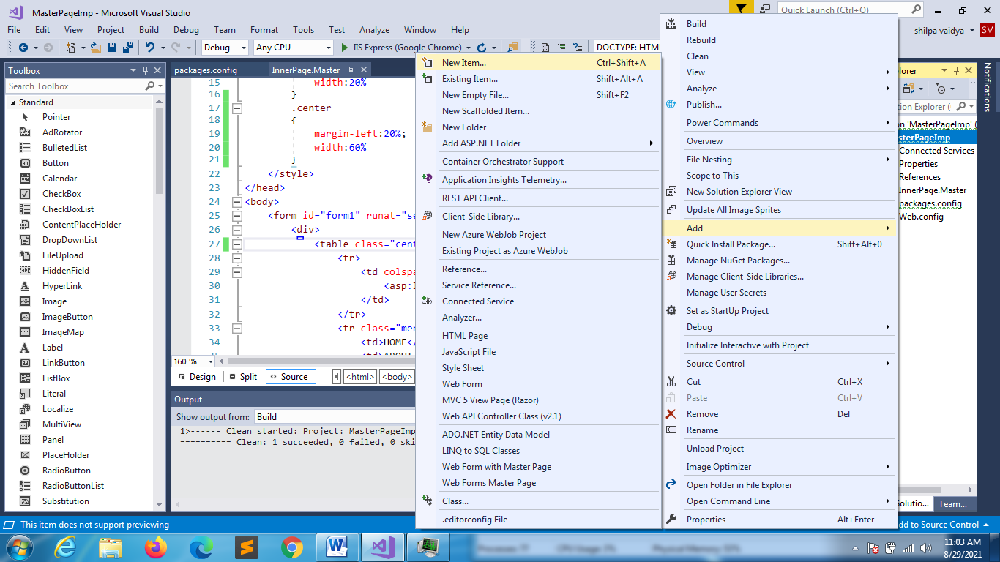 MasterPageImp - Microsoft Visual Studio
Quick Launch (Ctrl+Q)
File Edit View Project Build Debug Team Format Tools Test Analyze Window Help
shilpa vaidya SV
Debug Any CPU IIS Express (Google Chrome) DOCTYPE: HTM
Toolbox
Search Toolbox
Standard
Pointer
AdRotator
BulletedList
Button
Calendar
CheckBox
CheckBoxList
ContentPlaceHolder
DropDownList
FileUpload
HiddenField
HyperLink
Image
ImageButton
ImageMap
Label
LinkButton
ListBox
Literal
Localize
MultiView
Panel
PlaceHolder
RadioButton
RadioButtonList
Substitution
packages.config InnerPage.Master
15 width:20%
16 }
17 .center
18 {
19 margin-left:20%;
20 width:60%
21 }
22 </style>
23 </head>
24 <body>
25 <form id="form1" runat="se
26 <div>
27 <table class="cent
28 <tr>
29 <td colspa
30 <asp:I
31 </td>
32 </tr>
33 <tr class="men
34 <td>HOME</
35 <td>ABOUT
160 %
Design Split Source <html> <body>
Output
Show output from: Build
1>------ Clean started: Project: MasterPageImp
========== Clean: 1 succeeded, 0 failed, 0 ski
New Item... Ctrl+Shift+A
Existing Item... Shift+Alt+A
New Empty File... Shift+F2
New Scaffolded Item...
New Folder
Add ASP.NET Folder
Container Orchestrator Support
Application Insights Telemetry...
REST API Client...
Client-Side Library...
New Azure WebJob Project
Existing Project as Azure WebJob
Reference...
Service Reference...
Connected Service
Analyzer...
HTML Page
JavaScript File
Style Sheet
Web Form
MVC 5 View Page (Razor)
Web API Controller Class (v2.1)
ADO.NET Entity Data Model
LINQ to SQL Classes
Web Form with Master Page
Web Forms Master Page
Class...
.editorconfig File
Build
Rebuild
Clean
View
Analyze
Publish...
Power Commands
Overview
File Nesting
Scope to This
New Solution Explorer View
Update All Image Sprites
Add
Quick Install Package... Shift+Alt+0
Manage NuGet Packages...
Manage Client-Side Libraries...
Manage User Secrets
Set as StartUp Project
Debug
Initialize Interactive with Project
Source Control
Cut Ctrl+X
Paste Ctrl+V
Remove Del
Rename
Unload Project
Image Optimizer
Open Folder in File Explorer
Open Command Line
Properties Alt+Enter
lorer
tion Explorer (
on 'MasterPageImp' (
sterPageImp
Connected Services
Properties
References
InnerPage.Master
packages.config
Web.config
Notifications
Solutio... Team...
This item does not support previewing
dd to Source Control
Processes: 77 CPU Usage: 3% Physical Memory: 53%
11:03 AM
8/29/2021